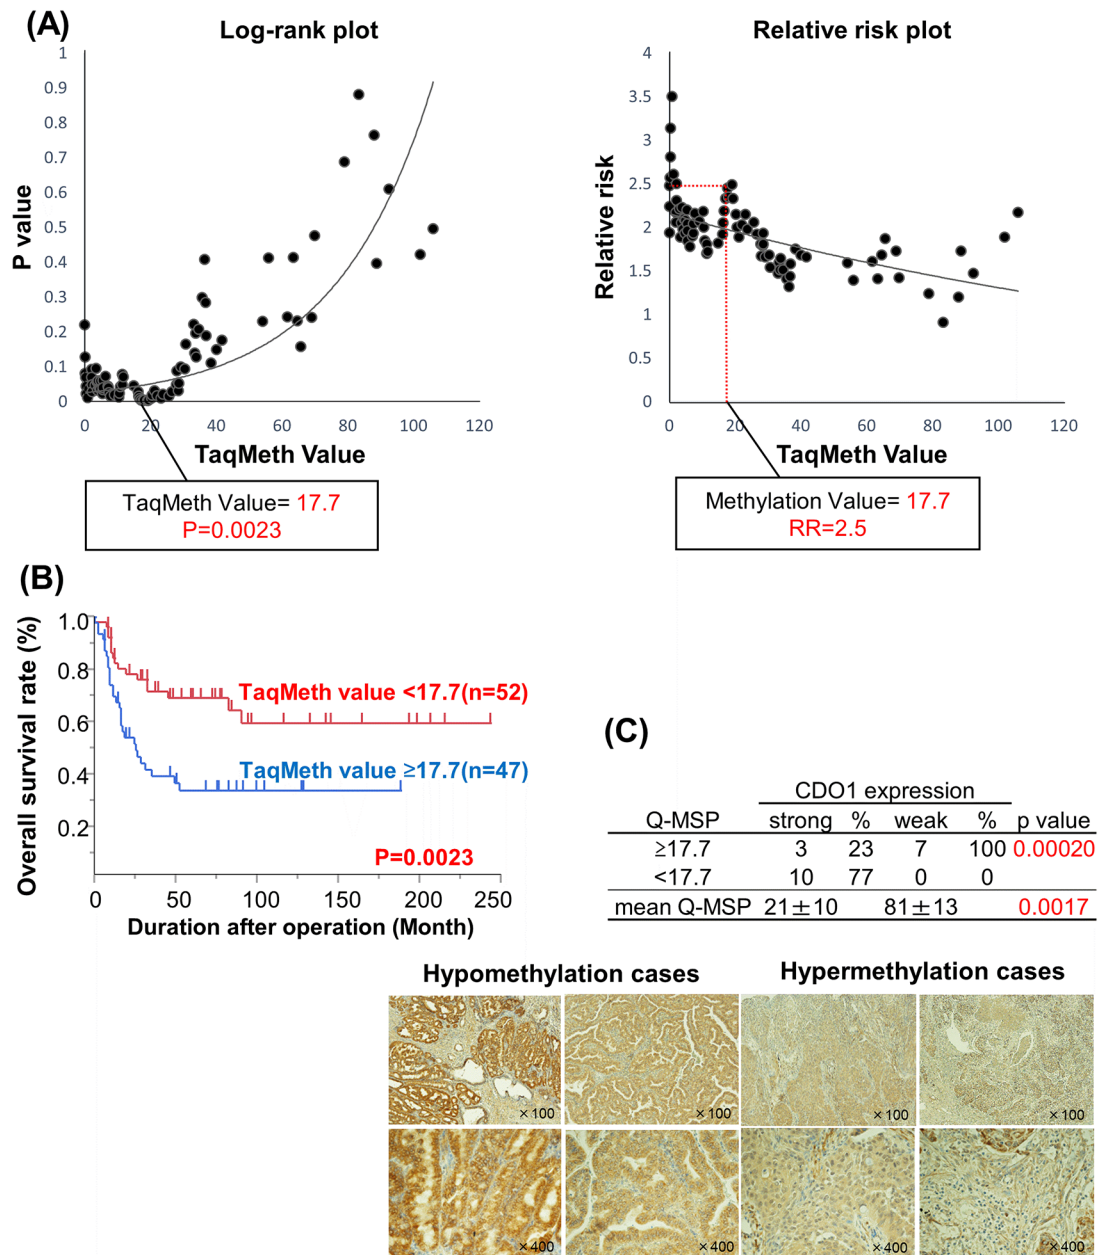 (A)
Log-rank plot
1
0.9
0.8
0.7
0.6
0.5
0.4
0.3
0.2
0.1
0
P value
0 20 40 60 80 100 120
TaqMeth Value
TaqMeth Value= 17.7
P=0.0023
Relative risk plot
4
3.5
3
2.5
2
1.5
1
0.5
0
Relative risk
0 20 40 60 80 100 120
TaqMeth Value
Methylation Value= 17.7
RR=2.5
(B)
Overall survival rate (%)
1.0
0.8
0.6
0.4
0.2
TaqMeth value <17.7(n=52)
TaqMeth value ≥17.7(n=47)
P=0.0023
0 50 100 150 200 250
Duration after operation (Month)
(C)
CDO1 expression
Q-MSP strong % weak % p value
≥17.7 3 23 7 100 0.00020
<17.7 10 77 0 0
mean Q-MSP 21±10 81±13 0.0017
Hypomethylation cases Hypermethylation cases
×100 ×100 ×100 ×100
×400 ×400 ×400 ×400